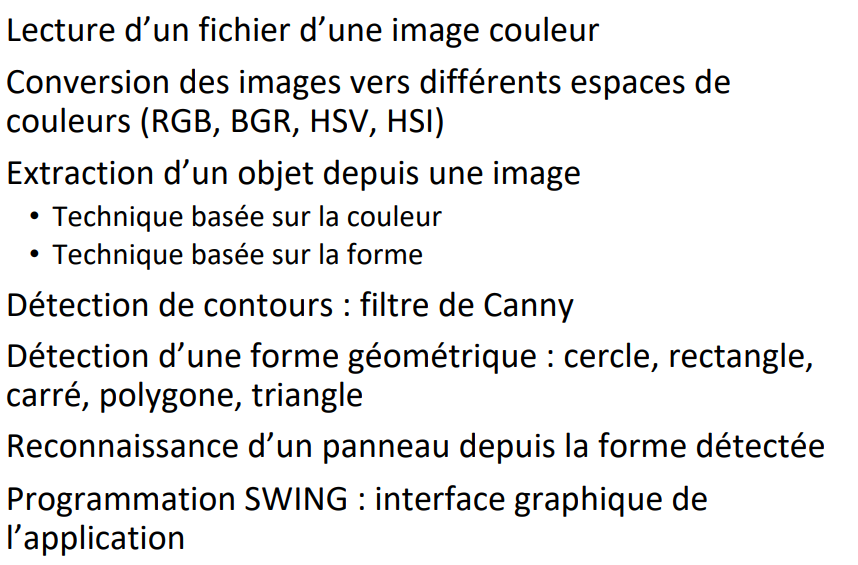 Lecture d’un fichier d’une image couleur
Conversion des images vers différents espaces de
couleurs (RGB, BGR, HSV, HSI)
Extraction d’un objet depuis une image
• Technique basée sur la couleur
• Technique basée sur la forme
Détection de contours : filtre de Canny
Détection d’une forme géométrique : cercle, rectangle,
carré, polygone, triangle
Reconnaissance d’un panneau depuis la forme détectée
Programmation SWING : interface graphique de
l’application